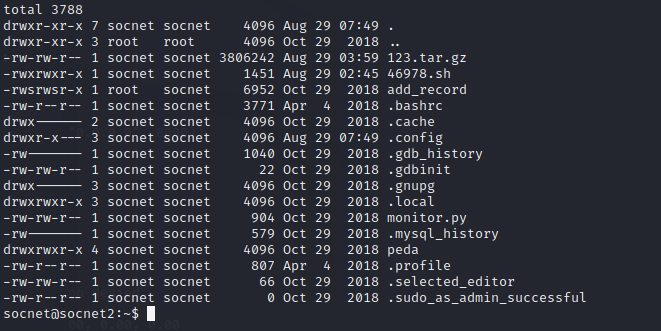 total 3788
drwxr-xr-x 7 socnet socnet    4096 Aug 29 07:49 .
drwxr-xr-x 3 root   root      4096 Oct 29  2018 ..
-rw-rw-r-- 1 socnet socnet 3806242 Aug 29 03:59 123.tar.gz
-rwxrwxr-x 1 socnet socnet    1451 Aug 29 02:45 46978.sh
-rwsrwsr-x 1 root   socnet    6952 Oct 29  2018 add_record
-rw-r--r-- 1 socnet socnet    3771 Apr  4  2018 .bashrc
drwx------ 2 socnet socnet    4096 Oct 29  2018 .cache
drwxr-x--- 3 socnet socnet    4096 Aug 29 07:49 .config
-rw------- 1 socnet socnet    1040 Oct 29  2018 .gdb_history
-rw-rw-r-- 1 socnet socnet      22 Oct 29  2018 .gdbinit
drwx------ 3 socnet socnet    4096 Oct 29  2018 .gnupg
drwxrwxr-x 3 socnet socnet    4096 Oct 29  2018 .local
-rw-rw-r-- 1 socnet socnet     904 Oct 29  2018 monitor.py
-rw------- 1 socnet socnet     579 Oct 29  2018 .mysql_history
drwxrwxr-x 4 socnet socnet    4096 Oct 29  2018 peda
-rw-r--r-- 1 socnet socnet     807 Apr  4  2018 .profile
-rw-rw-r-- 1 socnet socnet      66 Oct 29  2018 .selected_editor
-rw-r--r-- 1 socnet socnet       0 Oct 29  2018 .sudo_as_admin_successful
socnet@socnet2:~$